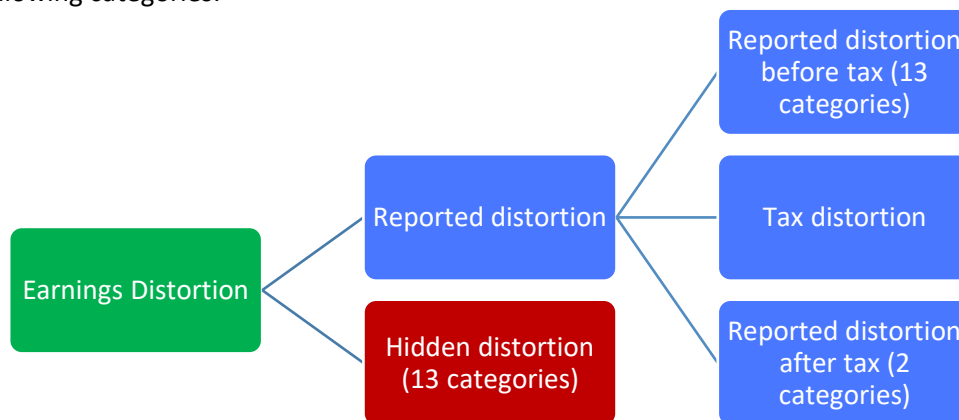 Reported distortion
before tax (13
categories)
Reported distortion
Tax distortion
Earnings Distortion
Hidden distortion
(13 categories)
Reported distortion
after tax (2
categories)